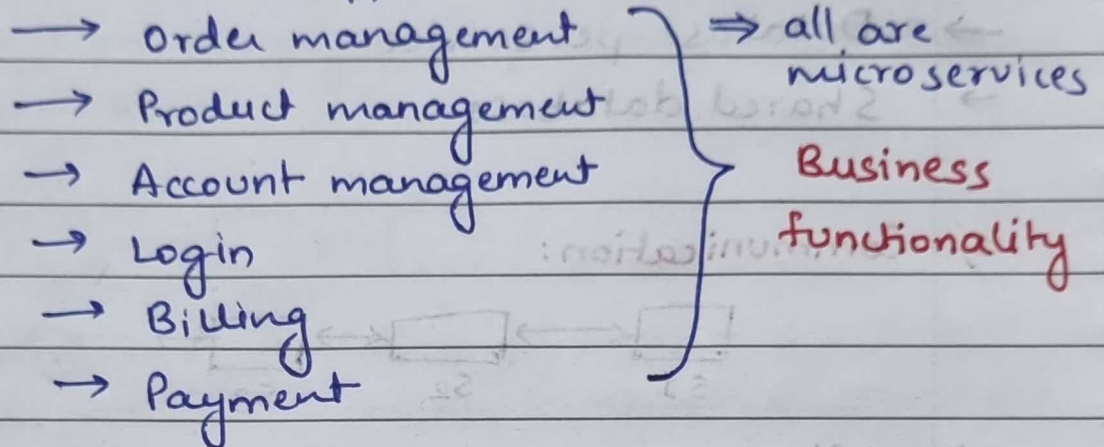 → Order management
⇒ all are
microservices
→ Product management
→ Account management
Business
functionality
→ Login
→ Billing
→ Payment